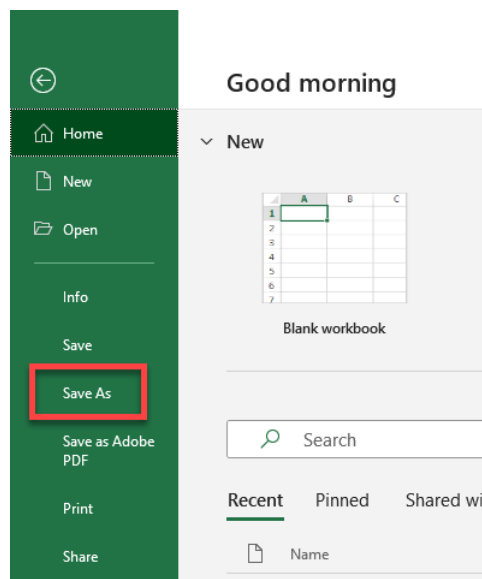 Good morning
Home
New
New
Open
A B C
1
2
3
4
5
6
7
Blank workbook
Info
Save
Save As
Save as Adobe
PDF
Print
Share
Search
Recent Pinned Shared wi
Name